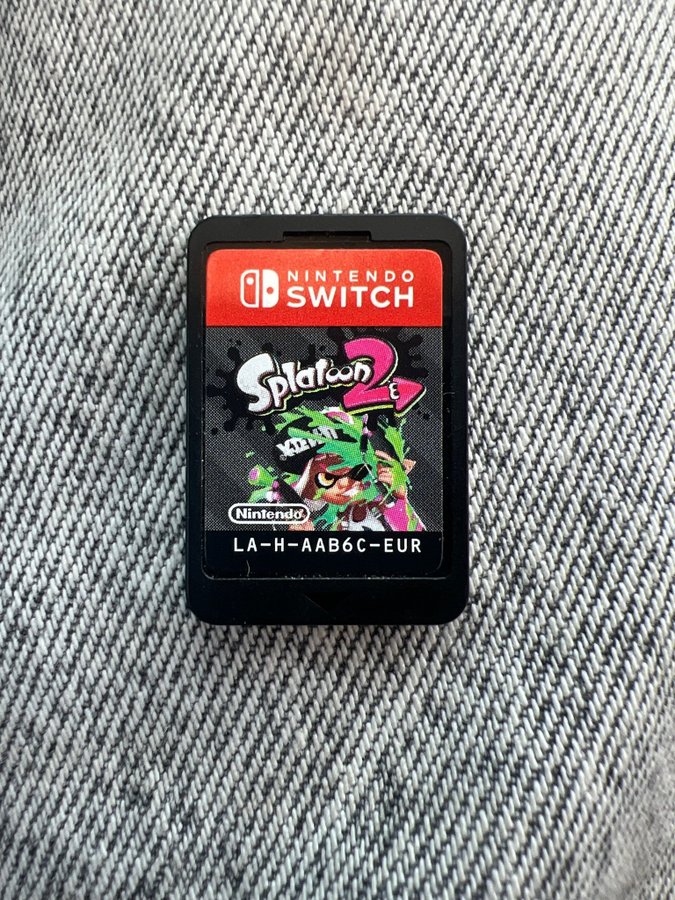 NINTENDO
SWITCH
Splatoon 2
Nintendo
LA-H-AAB6C-EUR